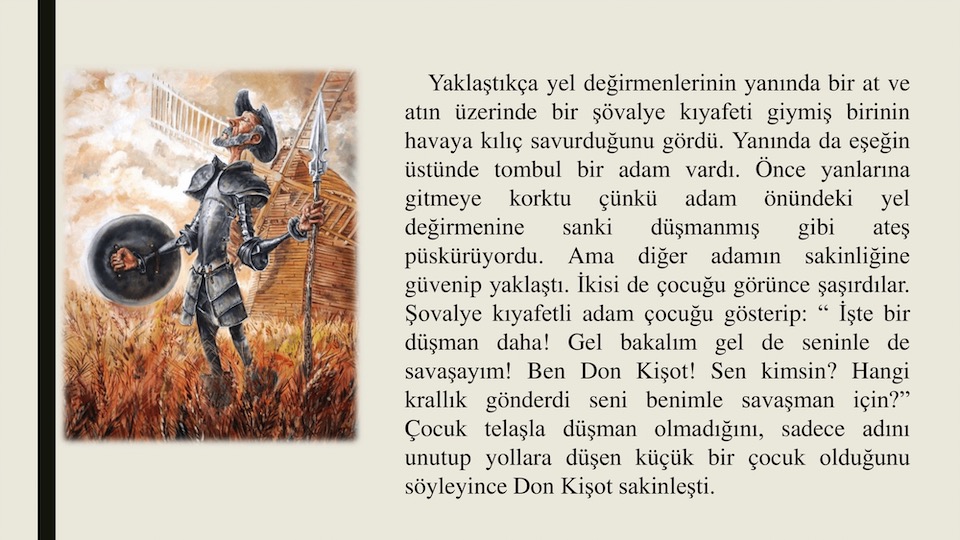 Yaklaştıkça yel değirmenlerinin yanında bir at ve
atın üzerinde bir şövalye kıyafeti giymiş birinin
havaya kılıç savurduğunu gördü. Yanında da eşeğin
üstünde tombul bir adam vardı. Önce yanlarına
gitmeye korktu çünkü adam önündeki yel
değirmenine sanki düşmanmış gibi ateş
püskürüyordu. Ama diğer adamın sakinliğine
güvenip yaklaştı. İkisi de çocuğu görünce şaşırdılar.
Şovalye kıyafetli adam çocuğu gösterip: “ İşte bir
düşman daha! Gel bakalım gel de seninle de
savaşayım! Ben Don Kişot! Sen kimsin? Hangi
krallık gönderdi seni benimle savaşman için?”
Çocuk telaşla düşman olmadığını, sadece adını
unutup yollara düşen küçük bir çocuk olduğunu
söyleyince Don Kişot sakinleşti.